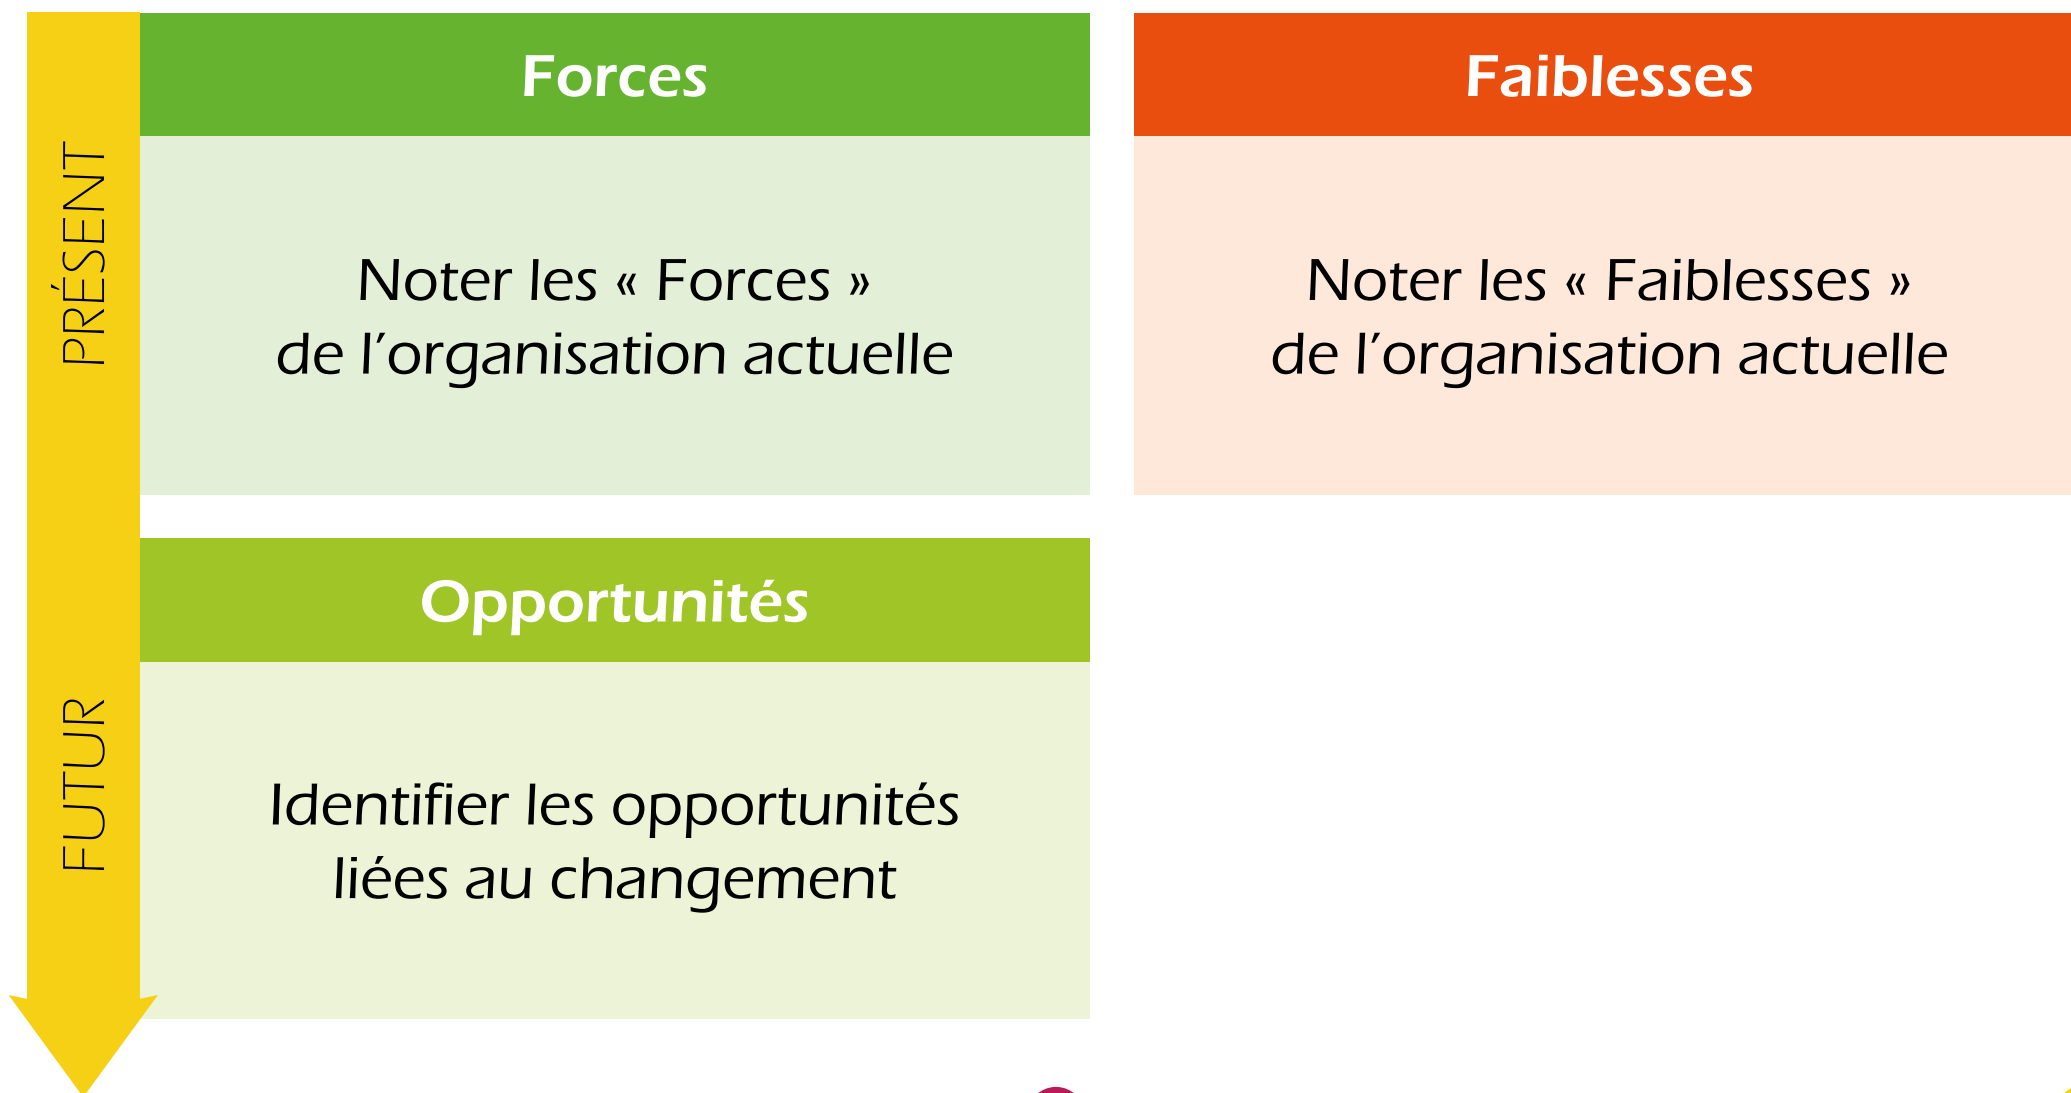 PRÉSENT
Forces
Noter les « Forces »
de l’organisation actuelle
Faiblesses
Noter les « Faiblesses »
de l’organisation actuelle
FUTUR
Opportunités
Identifier les opportunités
liées au changement